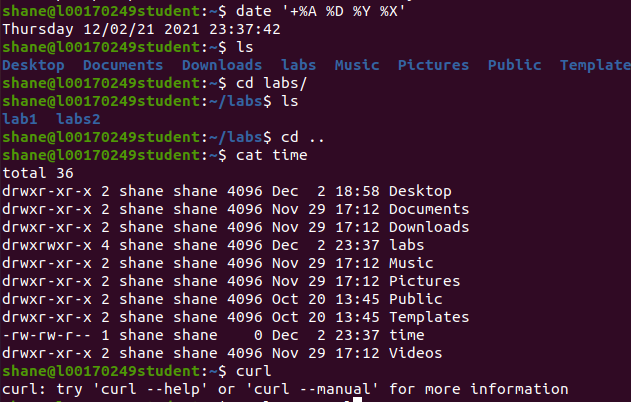 shane@l00170249student:~$ date '+%A %D %Y %X'
Thursday 12/02/21 2021 23:37:42
shane@l00170249student:~$ ls
Desktop  Documents  Downloads  labs  Music  Pictures  Public  Template
shane@l00170249student:~$ cd labs/
shane@l00170249student:~/labs$ ls
lab1  labs2
shane@l00170249student:~/labs$ cd ..
shane@l00170249student:~$ cat time
total 36
drwxr-xr-x 2 shane shane 4096 Dec  2 18:58 Desktop
drwxr-xr-x 2 shane shane 4096 Nov 29 17:12 Documents
drwxr-xr-x 2 shane shane 4096 Nov 29 17:12 Downloads
drwxrwxr-x 4 shane shane 4096 Dec  2 23:37 labs
drwxr-xr-x 2 shane shane 4096 Nov 29 17:12 Music
drwxr-xr-x 2 shane shane 4096 Nov 29 17:12 Pictures
drwxr-xr-x 2 shane shane 4096 Oct 20 13:45 Public
drwxr-xr-x 2 shane shane 4096 Oct 20 13:45 Templates
-rw-rw-r-- 1 shane shane    0 Dec  2 23:37 time
drwxr-xr-x 2 shane shane 4096 Nov 29 17:12 Videos
shane@l00170249student:~$ curl
curl: try 'curl --help' or 'curl --manual' for more information